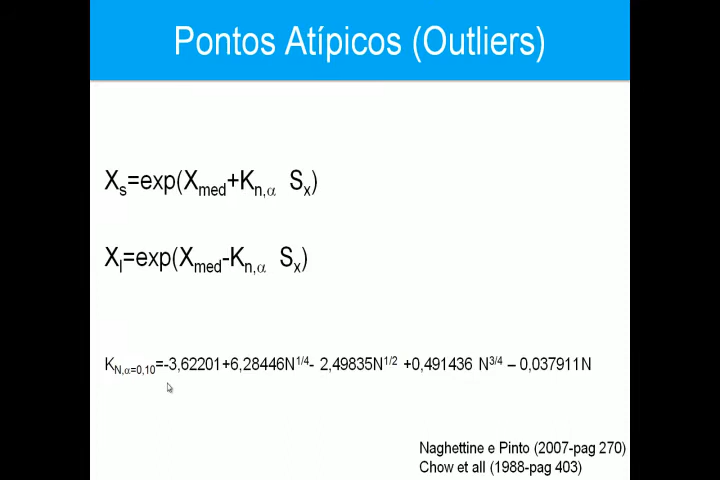 Pontos Atípicos (Outliers)
Xs=exp(Xmed+Kn,α Sx)
Xl=exp(Xmed-Kn,α Sx)
KN,α=0,10=-3,62201+6,28446N1/4- 2,49835N1/2 +0,491436 N3/4 – 0,037911N
Naghettine e Pinto (2007-pag 270)
Chow et all (1988-pag 403)